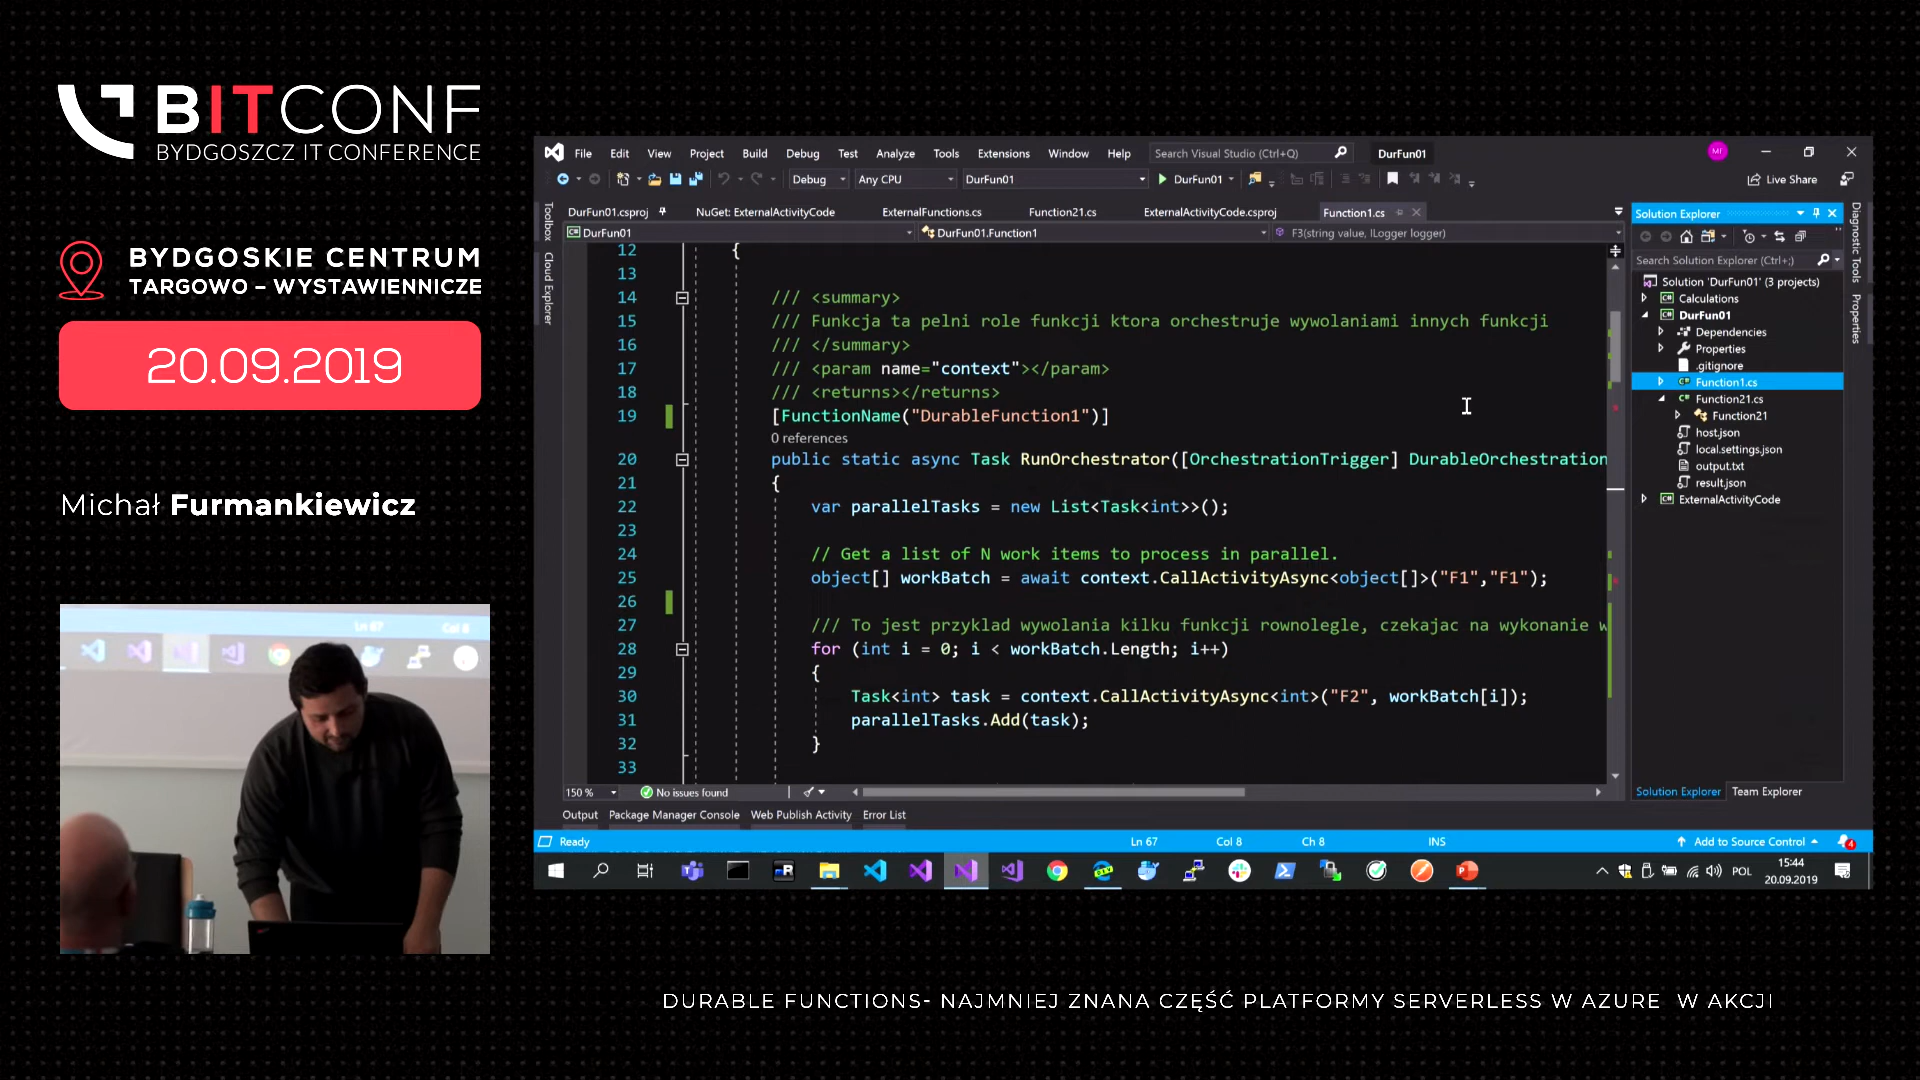 BITCONF
BYDGOSZCZ IT CONFERENCE
BYDGOSKIE CENTRUM
TARGOWO – WYSTAWIENNICZE
20.09.2019
Michał Furmankiewicz
Ln 67 Col 8
File Edit View Project Build Debug Test Analyze Tools Extensions Window Help Search Visual Studio (Ctrl+Q) DurFun01 MF
Debug Any CPU DurFun01 DurFun01 Live Share
DurFun01.csproj NuGet: ExternalActivityCode ExternalFunctions.cs Function21.cs ExternalActivityCode.csproj Function1.cs
DurFun01 DurFun01.Function1 F3(string value, ILogger logger)
Toolbox
Cloud Explorer
12 {
13
14 /// <summary>
15 /// Funkcja ta pelni role funkcji ktora orchestruje wywolaniami innych funkcji
16 /// </summary>
17 /// <param name="context"></param>
18 /// <returns></returns>
19 [FunctionName("DurableFunction1")]
0 references
20 public static async Task RunOrchestrator([OrchestrationTrigger] DurableOrchestration
21 {
22 var parallelTasks = new List<Task<int>>();
23
24 // Get a list of N work items to process in parallel.
25 object[] workBatch = await context.CallActivityAsync<object[]>("F1","F1");
26
27 /// To jest przyklad wywolania kilku funkcji rownolegle, czekajac na wykonanie w
28 for (int i = 0; i < workBatch.Length; i++)
29 {
30 Task<int> task = context.CallActivityAsync<int>("F2", workBatch[i]);
31 parallelTasks.Add(task);
32 }
33
150 % No issues found
Solution Explorer
Search Solution Explorer (Ctrl+;)
Solution 'DurFun01' (3 projects)
Calculations
DurFun01
Dependencies
Properties
.gitignore
Function1.cs
Function21.cs
Function21
host.json
local.settings.json
output.txt
result.json
ExternalActivityCode
Solution Explorer Team Explorer
Diagnostic Tools
Properties
Output Package Manager Console Web Publish Activity Error List
Ready Ln 67 Col 8 Ch 8 INS Add to Source Control 4
POL 15:44
20.09.2019
DURABLE FUNCTIONS- NAJMNIEJ ZNANA CZĘŚĆ PLATFORMY SERVERLESS W AZURE W AKCJI